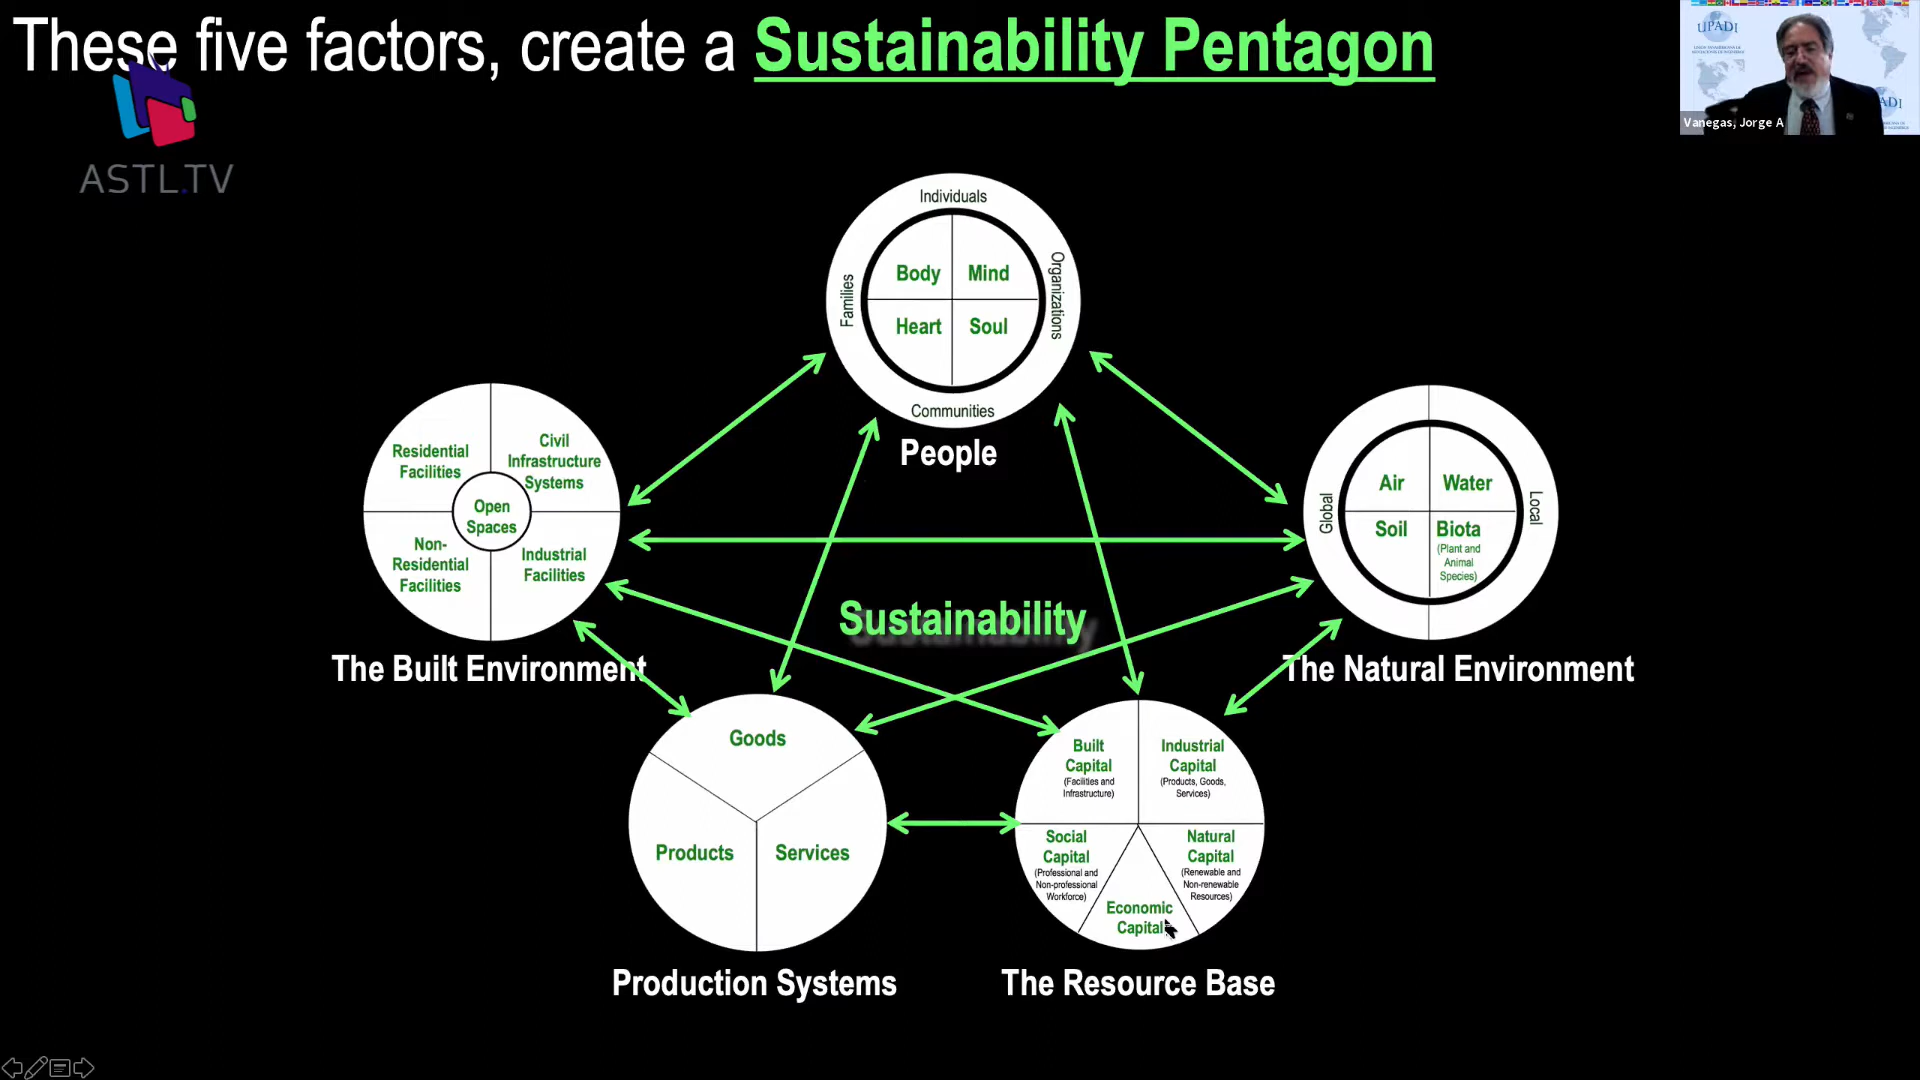 These five factors, create a Sustainability Pentagon
ASTL.TV
UPADI
Vanegas, Jorge A
Individuals
Families
Organizations
Body
Mind
Heart
Soul
Communities
People
Residential
Facilities
Civil
Infrastructure
Systems
Open
Spaces
Non-
Residential
Facilities
Industrial
Facilities
The Built Environment
Global
Local
Air
Water
Soil
Biota
(Plant and
Animal
Species)
The Natural Environment
Sustainability
Goods
Products
Services
Production Systems
Built
Capital
(Facilities and
Infrastructure)
Industrial
Capital
(Products, Goods,
Services)
Social
Capital
(Professional and
Non-professional
Workforce)
Natural
Capital
(Renewable and
Non-renewable
Resources)
Economic
Capital
The Resource Base